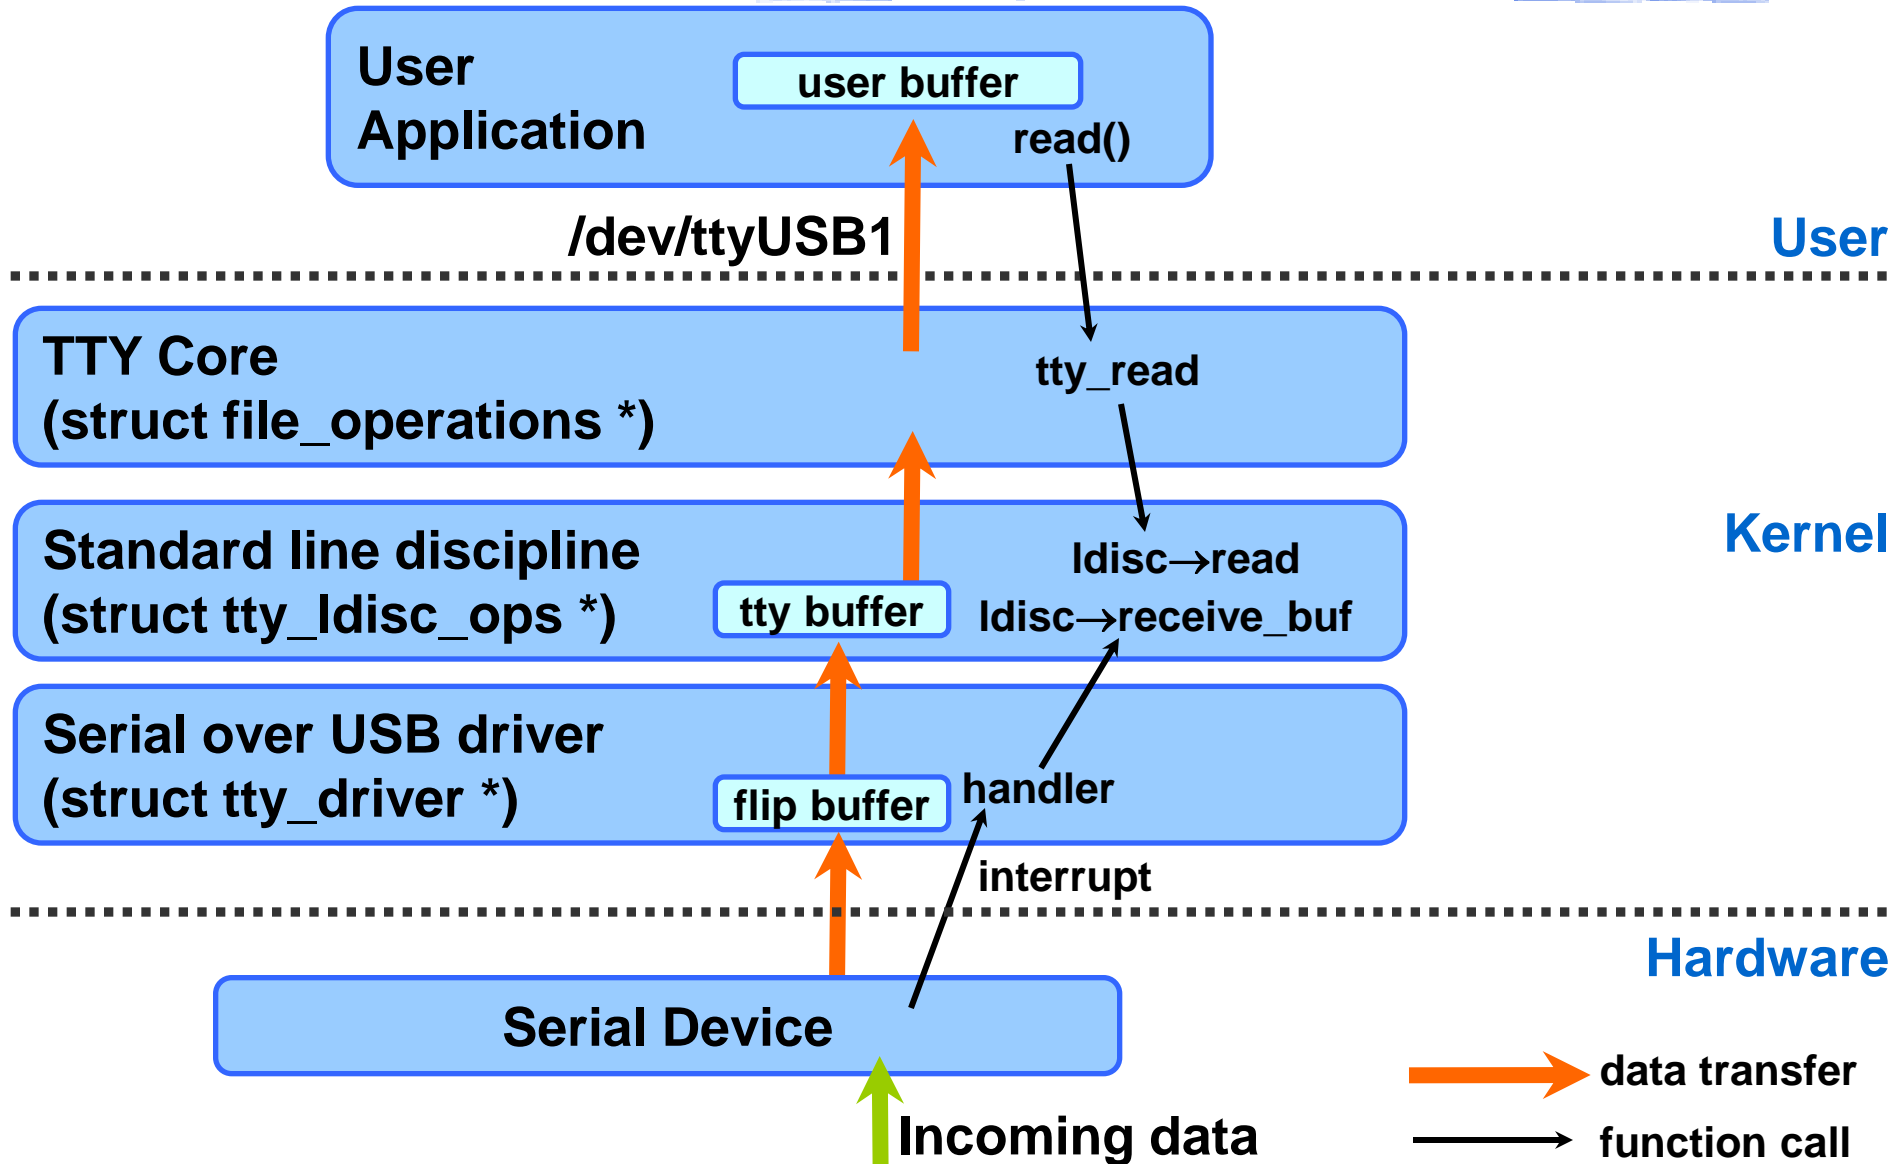 User
Application
user buffer
read()
/dev/ttyUSB1
User
TTY Core
(struct file_operations *)
tty_read
Standard line discipline
(struct tty_ldisc_ops *)
tty buffer
ldisc→read
ldisc→receive_buf
Kernel
Serial over USB driver
(struct tty_driver *)
flip buffer
handler
interrupt
Hardware
Serial Device
Incoming data
data transfer
function call